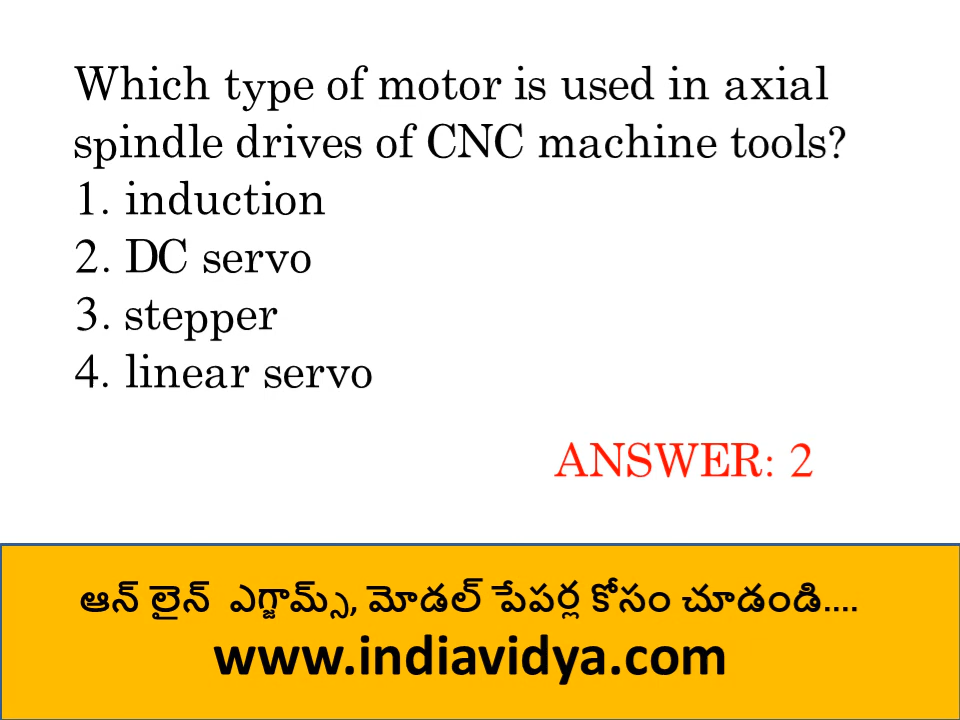 Which type of motor is used in axial
spindle drives of CNC machine tools?
1. induction
2. DC servo
3. stepper
4. linear servo
ANSWER: 2
ఆన్ లైన్ ఎగ్జామ్స్, మోడల్ పేపర్ల కోసం చూడండి....
www.indiavidya.com